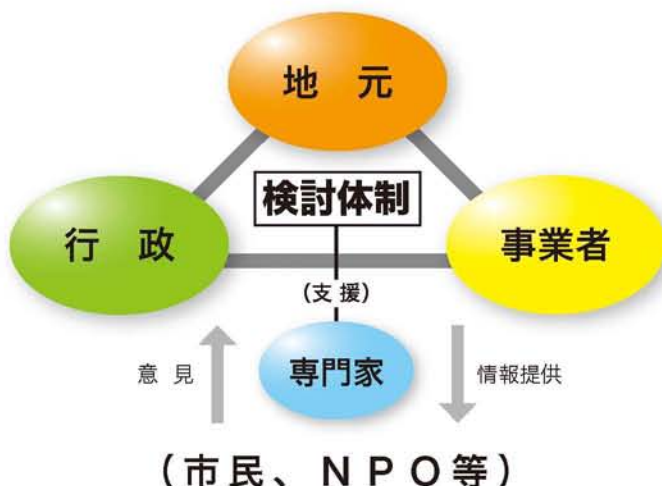 地 元
検討体制
行 政
事業者
(支援)
専門家
意 見
情報提供
(市民、NPO等)